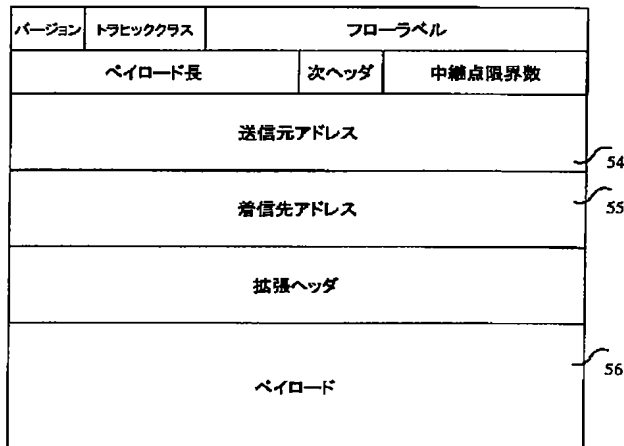 バージョン トラヒッククラス フローラベル
ペイロード長 次ヘッダ 中継点限界数
送信元アドレス
54
着信先アドレス
55
拡張ヘッダ
ペイロード
56